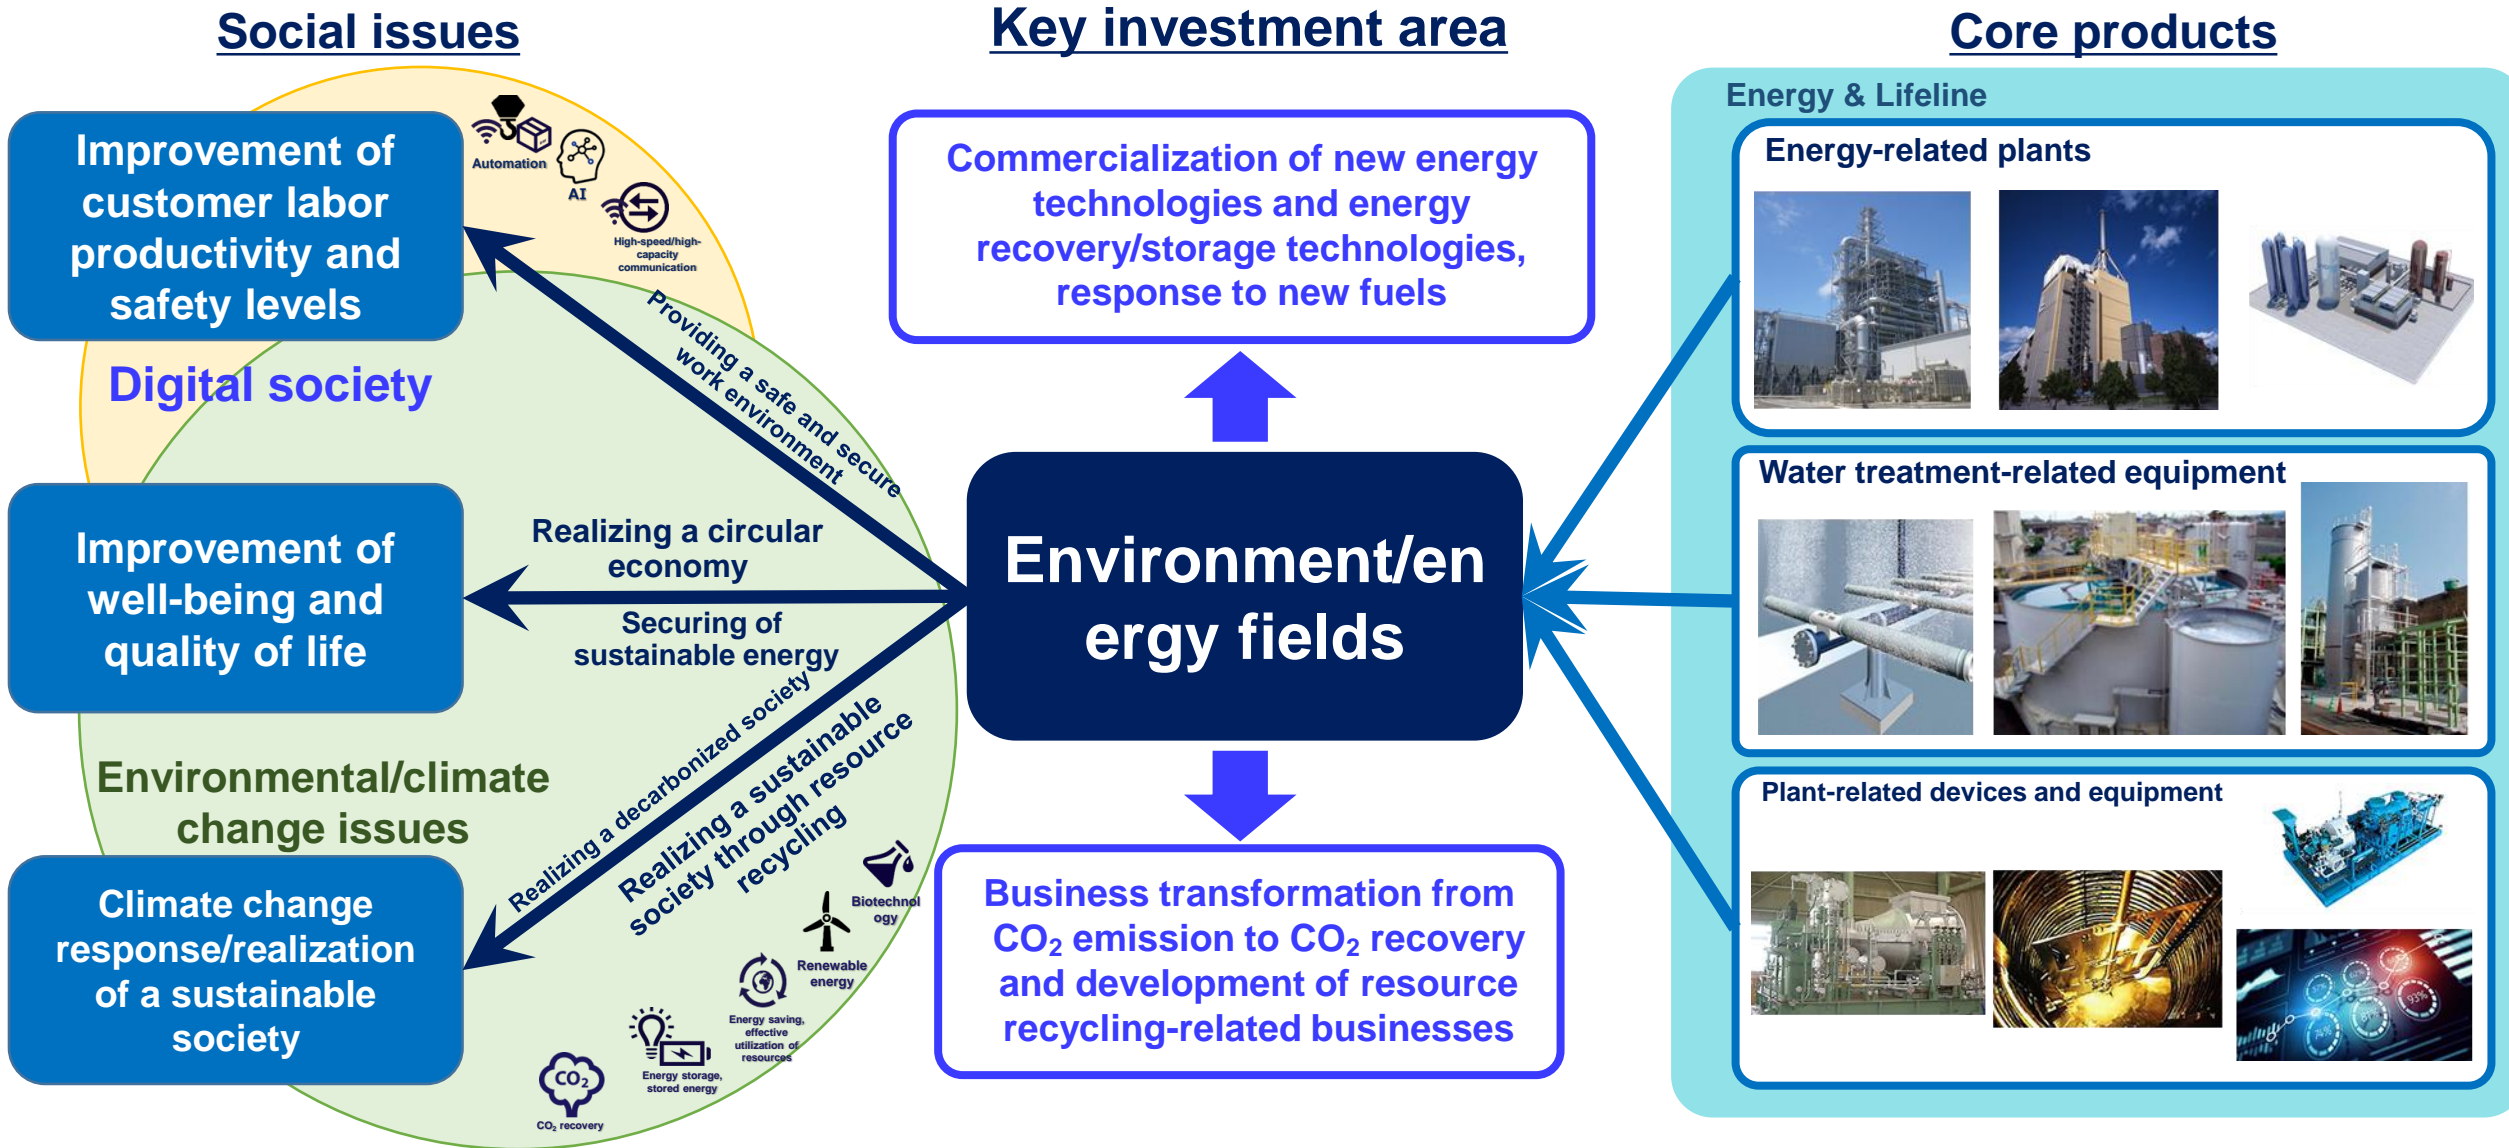 Social issues
Key investment area
Core products
Improvement of
customer labor
productivity and
safety levels
Automation
AI
High-speed/high-
capacity
communication
Digital society
Improvement of
well-being and
quality of life
Environmental/climate
change issues
Climate change
response/realization
of a sustainable
society
Providing a safe and secure
work environment
Realizing a circular
economy
Securing of
sustainable energy
Realizing a decarbonized society
Realizing a sustainable
society through resource
recycling
Biotechnol
ogy
Renewable
energy
Energy saving,
effective
utilization of
resources
Energy storage,
stored energy
CO₂
CO₂ recovery
Commercialization of new energy
technologies and energy
recovery/storage technologies,
response to new fuels
Environment/en
ergy fields
Business transformation from
CO₂ emission to CO₂ recovery
and development of resource
recycling-related businesses
Energy & Lifeline
Energy-related plants
Water treatment-related equipment
Plant-related devices and equipment
93%